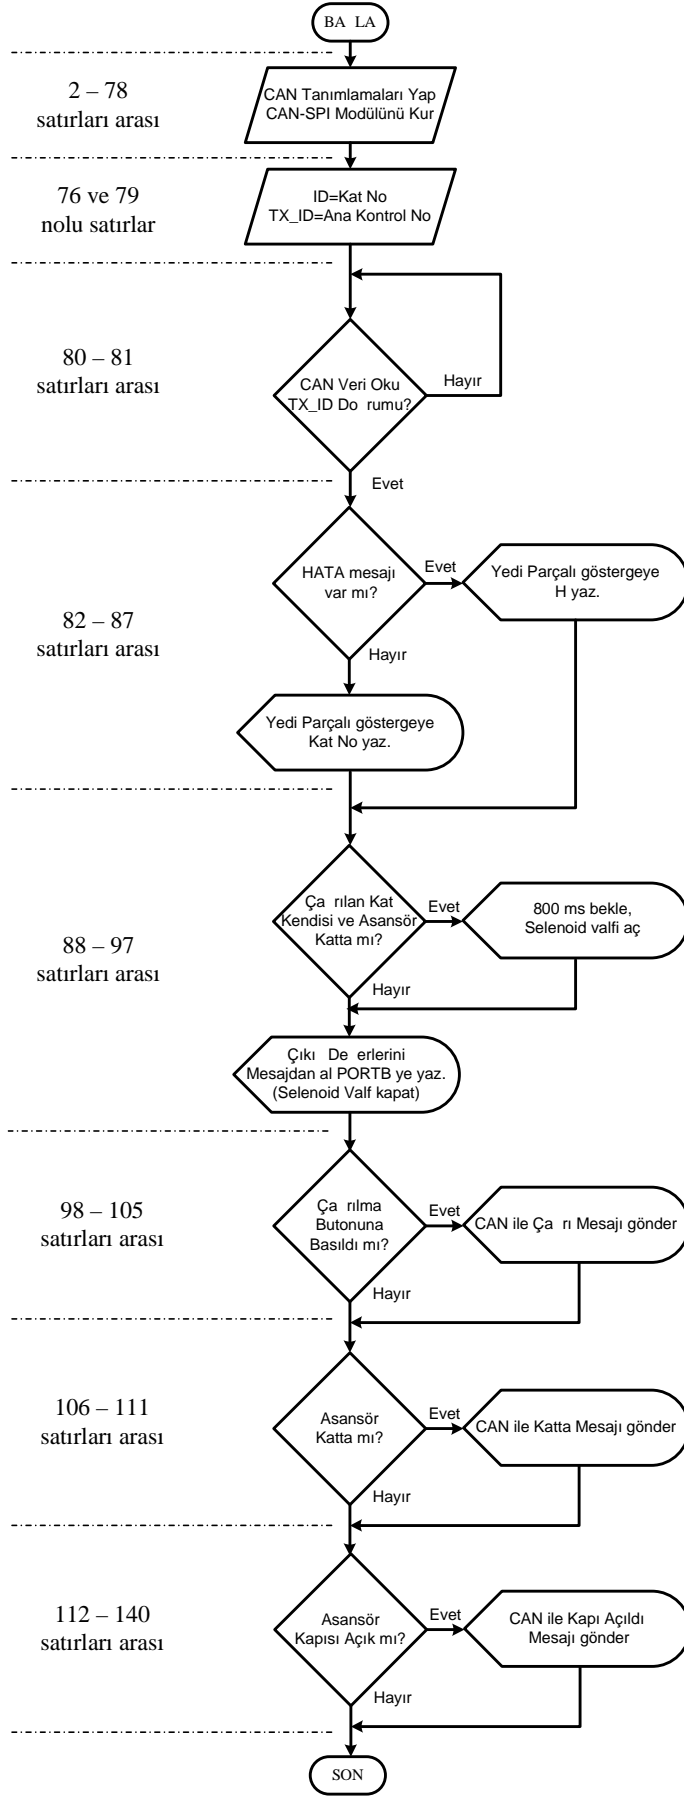 BA LA
2 – 78
satırları arası
CAN Tanımlamaları Yap
CAN-SPI Modülünü Kur
76 ve 79
nolu satırlar
ID=Kat No
TX_ID=Ana Kontrol No
80 – 81
satırları arası
CAN Veri Oku
TX_ID Do rumu?
Hayır
Evet
82 – 87
satırları arası
HATA mesajı
var mı?
Evet
Yedi Parçalı göstergeye
H yaz.
Hayır
Yedi Parçalı göstergeye
Kat No yaz.
88 – 97
satırları arası
Ça rılan Kat
Kendisi ve Asansör
Katta mı?
Evet
800 ms bekle,
Selenoid valfi aç
Hayır
Çıkı De erlerini
Mesajdan al PORTB ye yaz.
(Selenoid Valf kapat)
98 – 105
satırları arası
Ça rılma
Butonuna
Basıldı mı?
Evet
CAN ile Ça rı Mesajı gönder
Hayır
106 – 111
satırları arası
Asansör
Katta mı?
Evet
CAN ile Katta Mesajı gönder
Hayır
112 – 140
satırları arası
Asansör
Kapısı Açık mı?
Evet
CAN ile Kapı Açıldı
Mesajı gönder
Hayır
SON